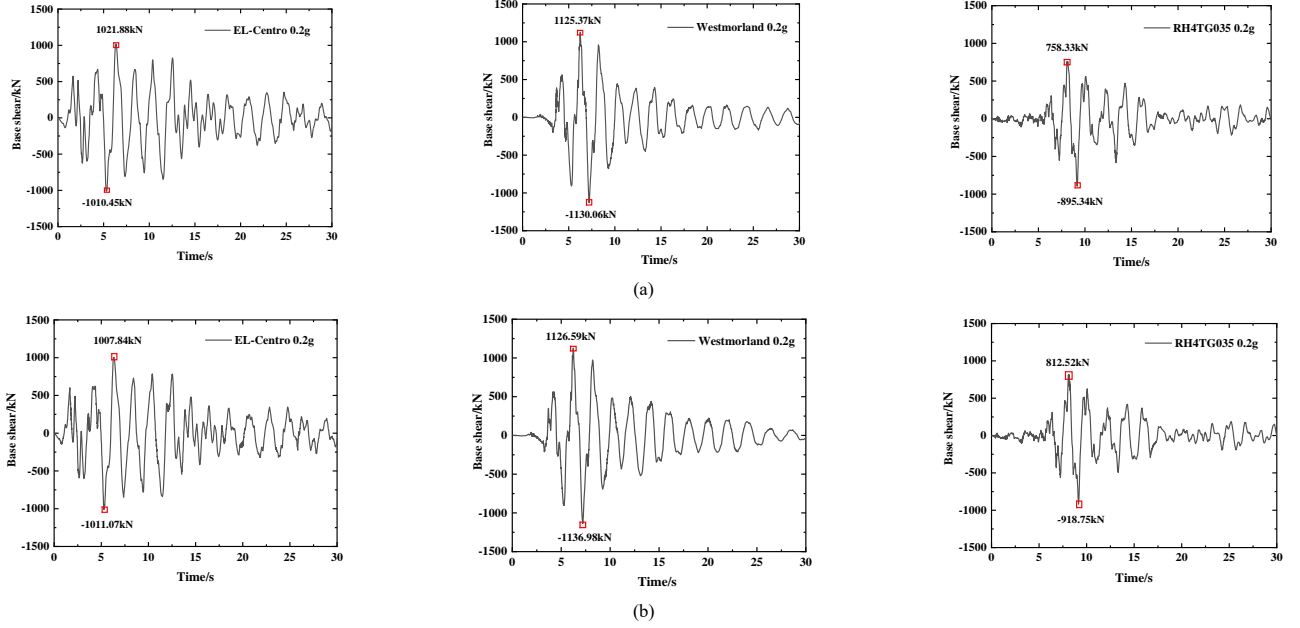 1500
1000
500
0
-500
-1000
-1500
Base shear/kN
1021.88kN
EL-Centro 0.2g
-1010.45kN
0 5 10 15 20 25 30
Time/s
1500
1000
500
0
-500
-1000
-1500
Base shear/kN
1125.37kN
Westmorland 0.2g
-1130.06kN
0 5 10 15 20 25 30
Time/s
1500
1000
500
0
-500
-1000
-1500
Base shear/kN
758.33kN
RH4TG035 0.2g
-895.34kN
0 5 10 15 20 25 30
Time/s
(a)
1500
1000
500
0
-500
-1000
-1500
Base shear/kN
1007.84kN
EL-Centro 0.2g
-1011.07kN
0 5 10 15 20 25 30
Time/s
1500
1000
500
0
-500
-1000
-1500
Base shear/kN
1126.59kN
Westmorland 0.2g
-1136.98kN
0 5 10 15 20 25 30
Time/s
1500
1000
500
0
-500
-1000
-1500
Base shear/kN
812.52kN
RH4TG035 0.2g
-918.75kN
0 5 10 15 20 25 30
Time/s
(b)